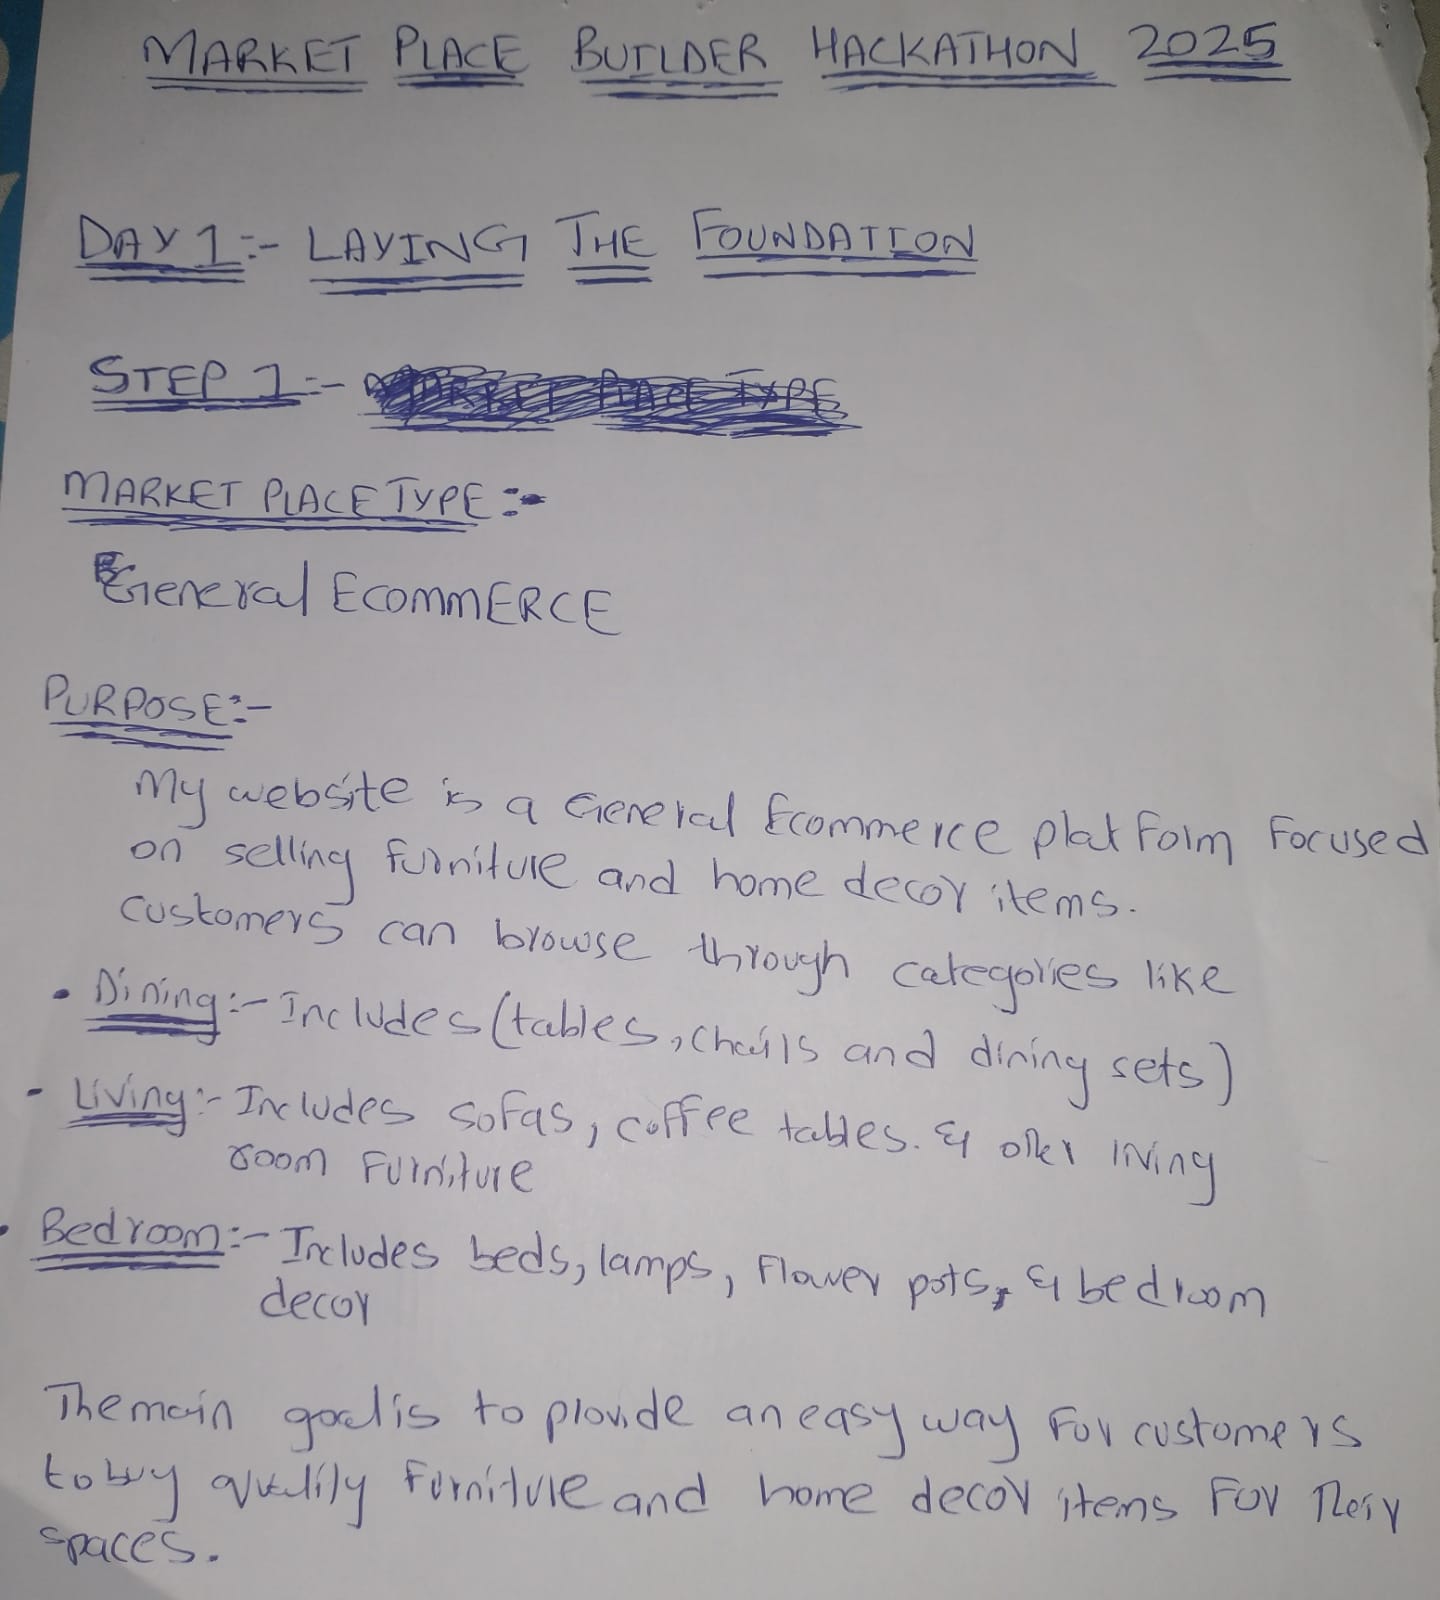 MARKET PLACE BUILDER HACKATHON 2025
DAY 1:- LAYING THE FOUNDATION
STEP 1:- MARKET PLACE TYPE
MARKET PLACE TYPE :-
General ECOMMERCE
PURPOSE:-
My website is a General Ecommerce platform Focused
on selling furniture and home decor items.
customers can browse through categories like
• Dining:- Includes (tables, chairs and dining sets)
- Living:- Includes sofas, coffee tables. & other living
room Furniture
• Bedroom:- Includes beds, lamps, Flower pots, & bedroom
decor
The main goal is to provide an easy way For customers
to buy quality Furniture and home decor items For Their
spaces.